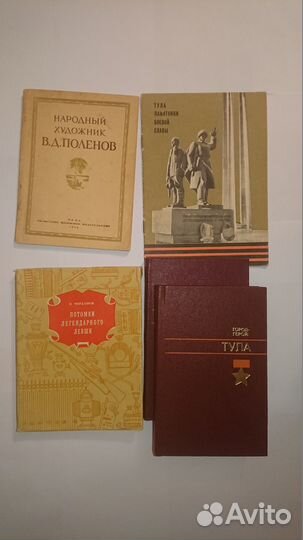 НАРОДНЫЙ
ХУДОЖНИК
В.Д.ПОЛЕНОВ
ТУЛА
ПАМЯТНИКИ
БОЕВОЙ
СЛАВЫ
ПОТОМКИ
ЛЕГЕНДАРНОГО
ЛЕВШИ
ГОРОД-
ГЕРОЙ
ТУЛА
Avito